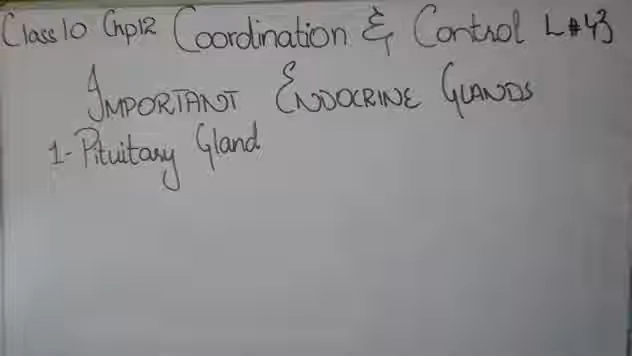 Class 10 Chp12 Coordination & Control L#43
IMPORTANT ENDOCRINE GLANDS
1- Pituitary Gland